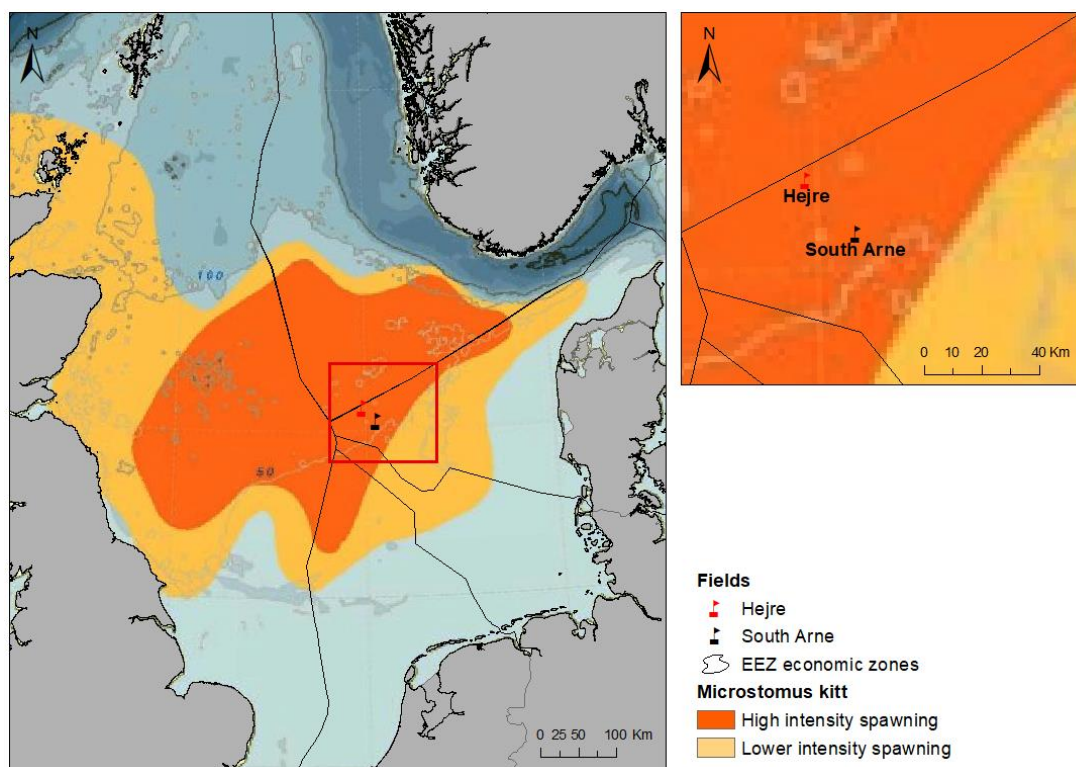 N
100
50
0 25 50 100 Km
N
Hejre
South Arne
0 10 20 40 Km
Fields
Hejre
South Arne
EEZ economic zones
Microstomus kitt
High intensity spawning
Lower intensity spawning